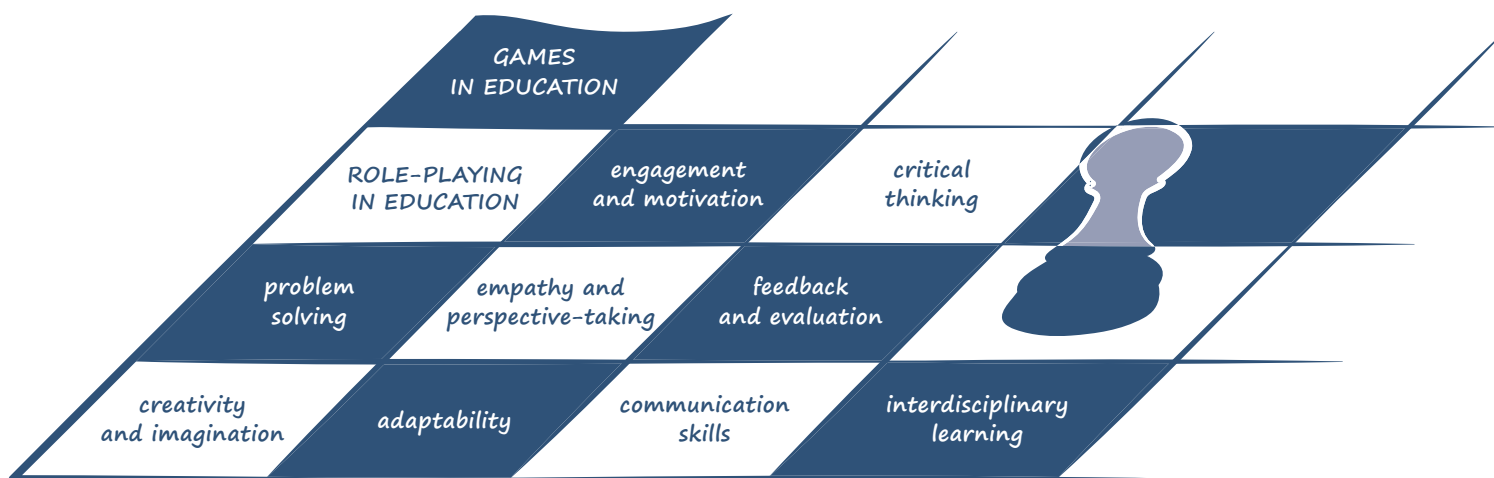 GAMES
IN EDUCATION
ROLE-PLAYING
IN EDUCATION
engagement
and motivation
critical
thinking
problem
solving
empathy and
perspective-taking
feedback
and evaluation
creativity
and imagination
adaptability
communication
skills
interdisciplinary
learning